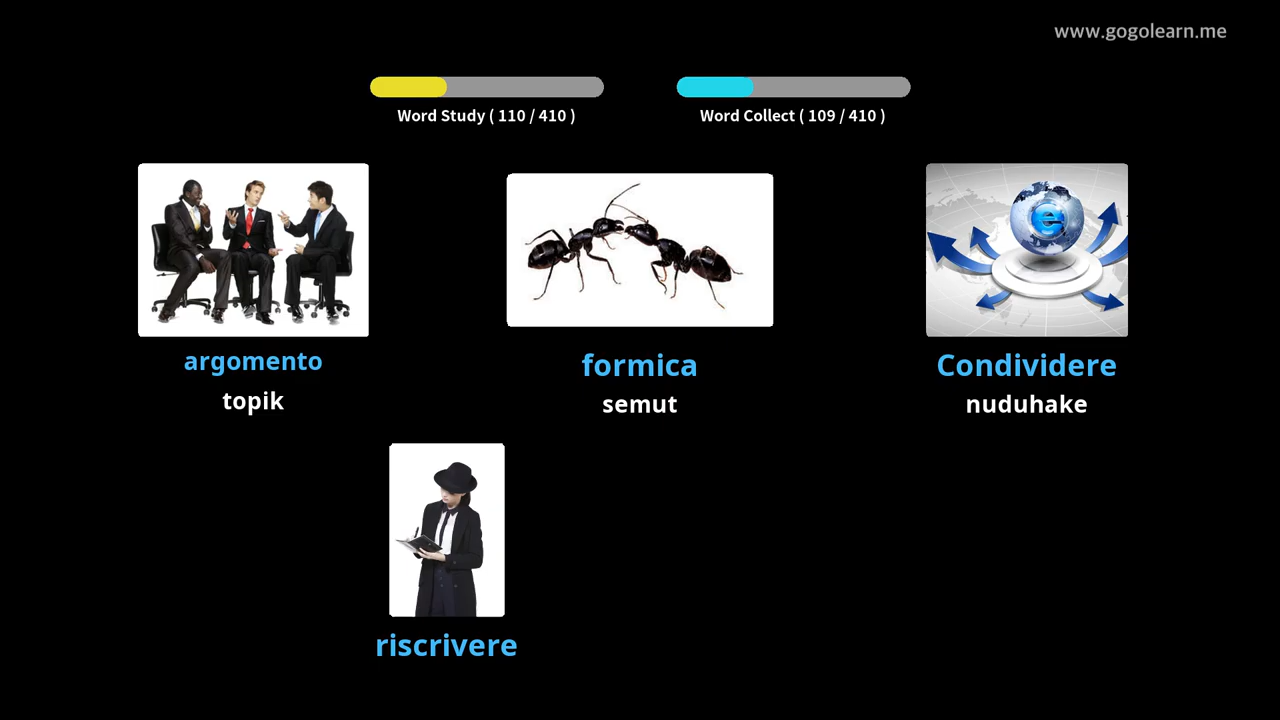 www.gogolearn.me
Word Study ( 110 / 410 )
Word Collect ( 109 / 410 )
argomento
topik
formica
semut
Condividere
nuduhake
riscrivere